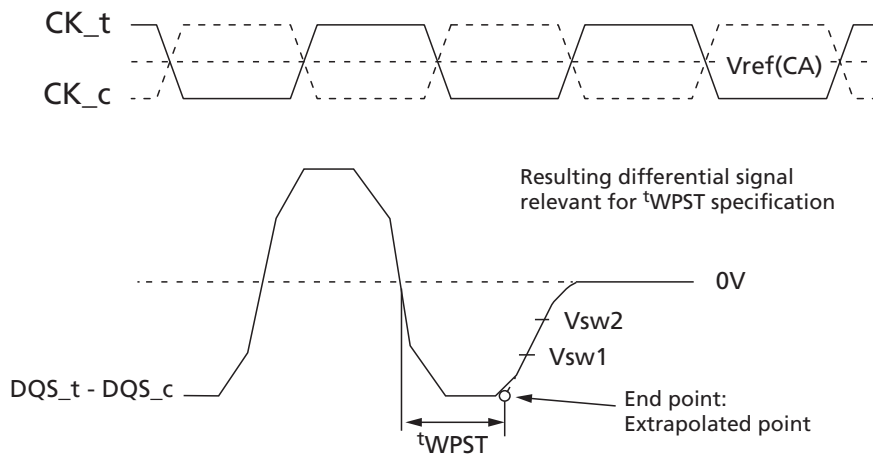 CK_t
Vref(CA)
CK_c
Resulting differential signal
relevant for tWPST specification
0V
Vsw2
Vsw1
DQS_t - DQS_c
End point:
Extrapolated point
tWPST